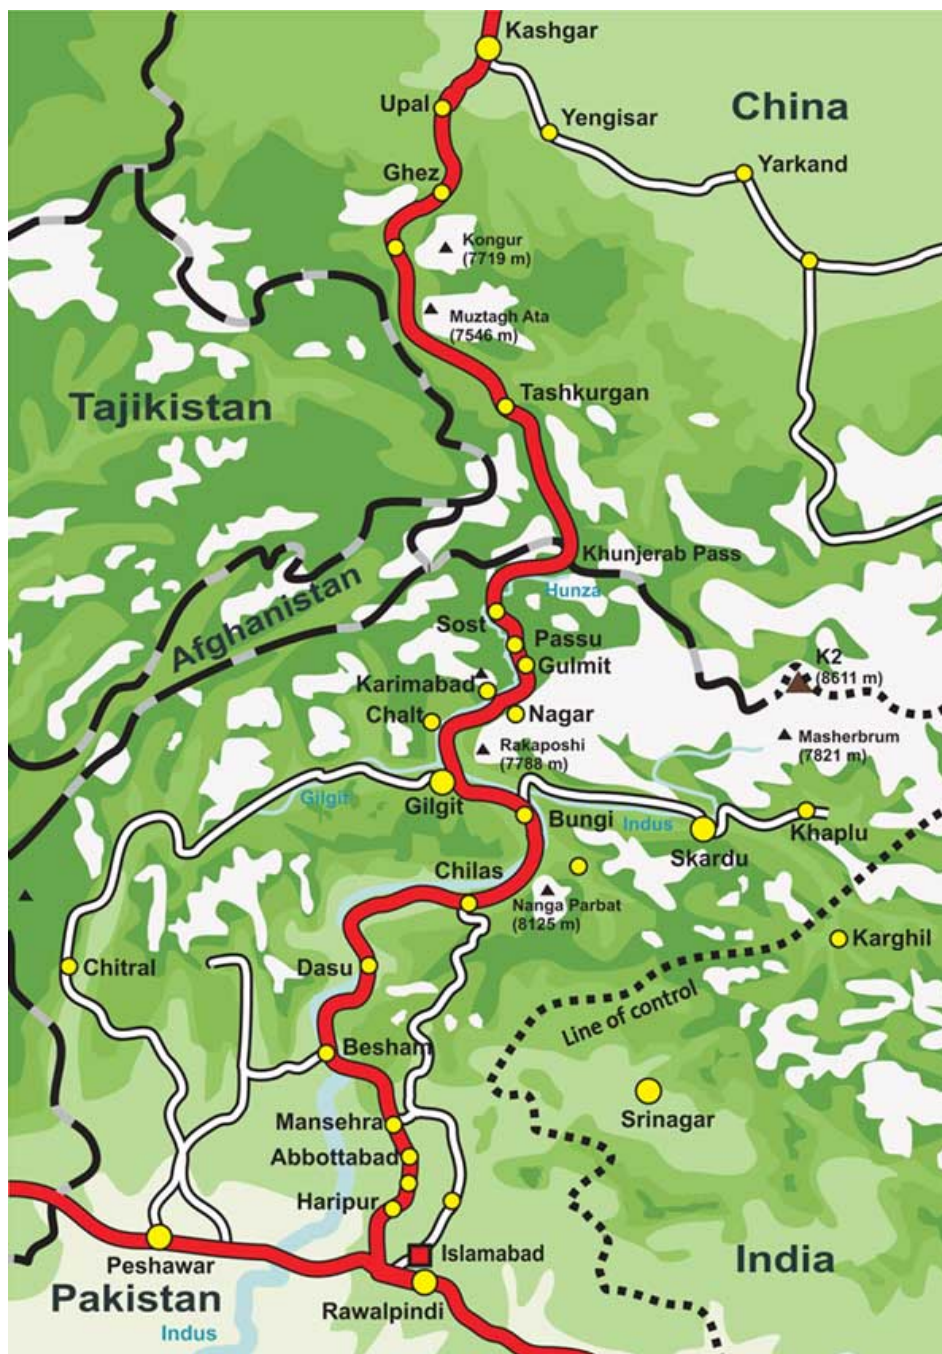 Kashgar
Upal
Yengisar
China
Yarkand
Ghez
Kongur
(7719 m)
Muztagh Ata
(7546 m)
Tajikistan
Tashkurgan
Khunjerab Pass
Hunza
Afghanistan
Sost
Passu
Gulmit
K2
(8611 m)
Karimabad
Chalt
Nagar
Rakaposhi
(7788 m)
Masherbrum
(7821 m)
Gilgit
Gilgit
Bungi
Indus
Khaplu
Skardu
Chilas
Nanga Parbat
(8125 m)
Karghil
Chitral
Dasu
Line of control
Besham
Srinagar
Mansehra
Abbottabad
Haripur
Islamabad
India
Peshawar
Pakistan
Rawalpindi
Indus